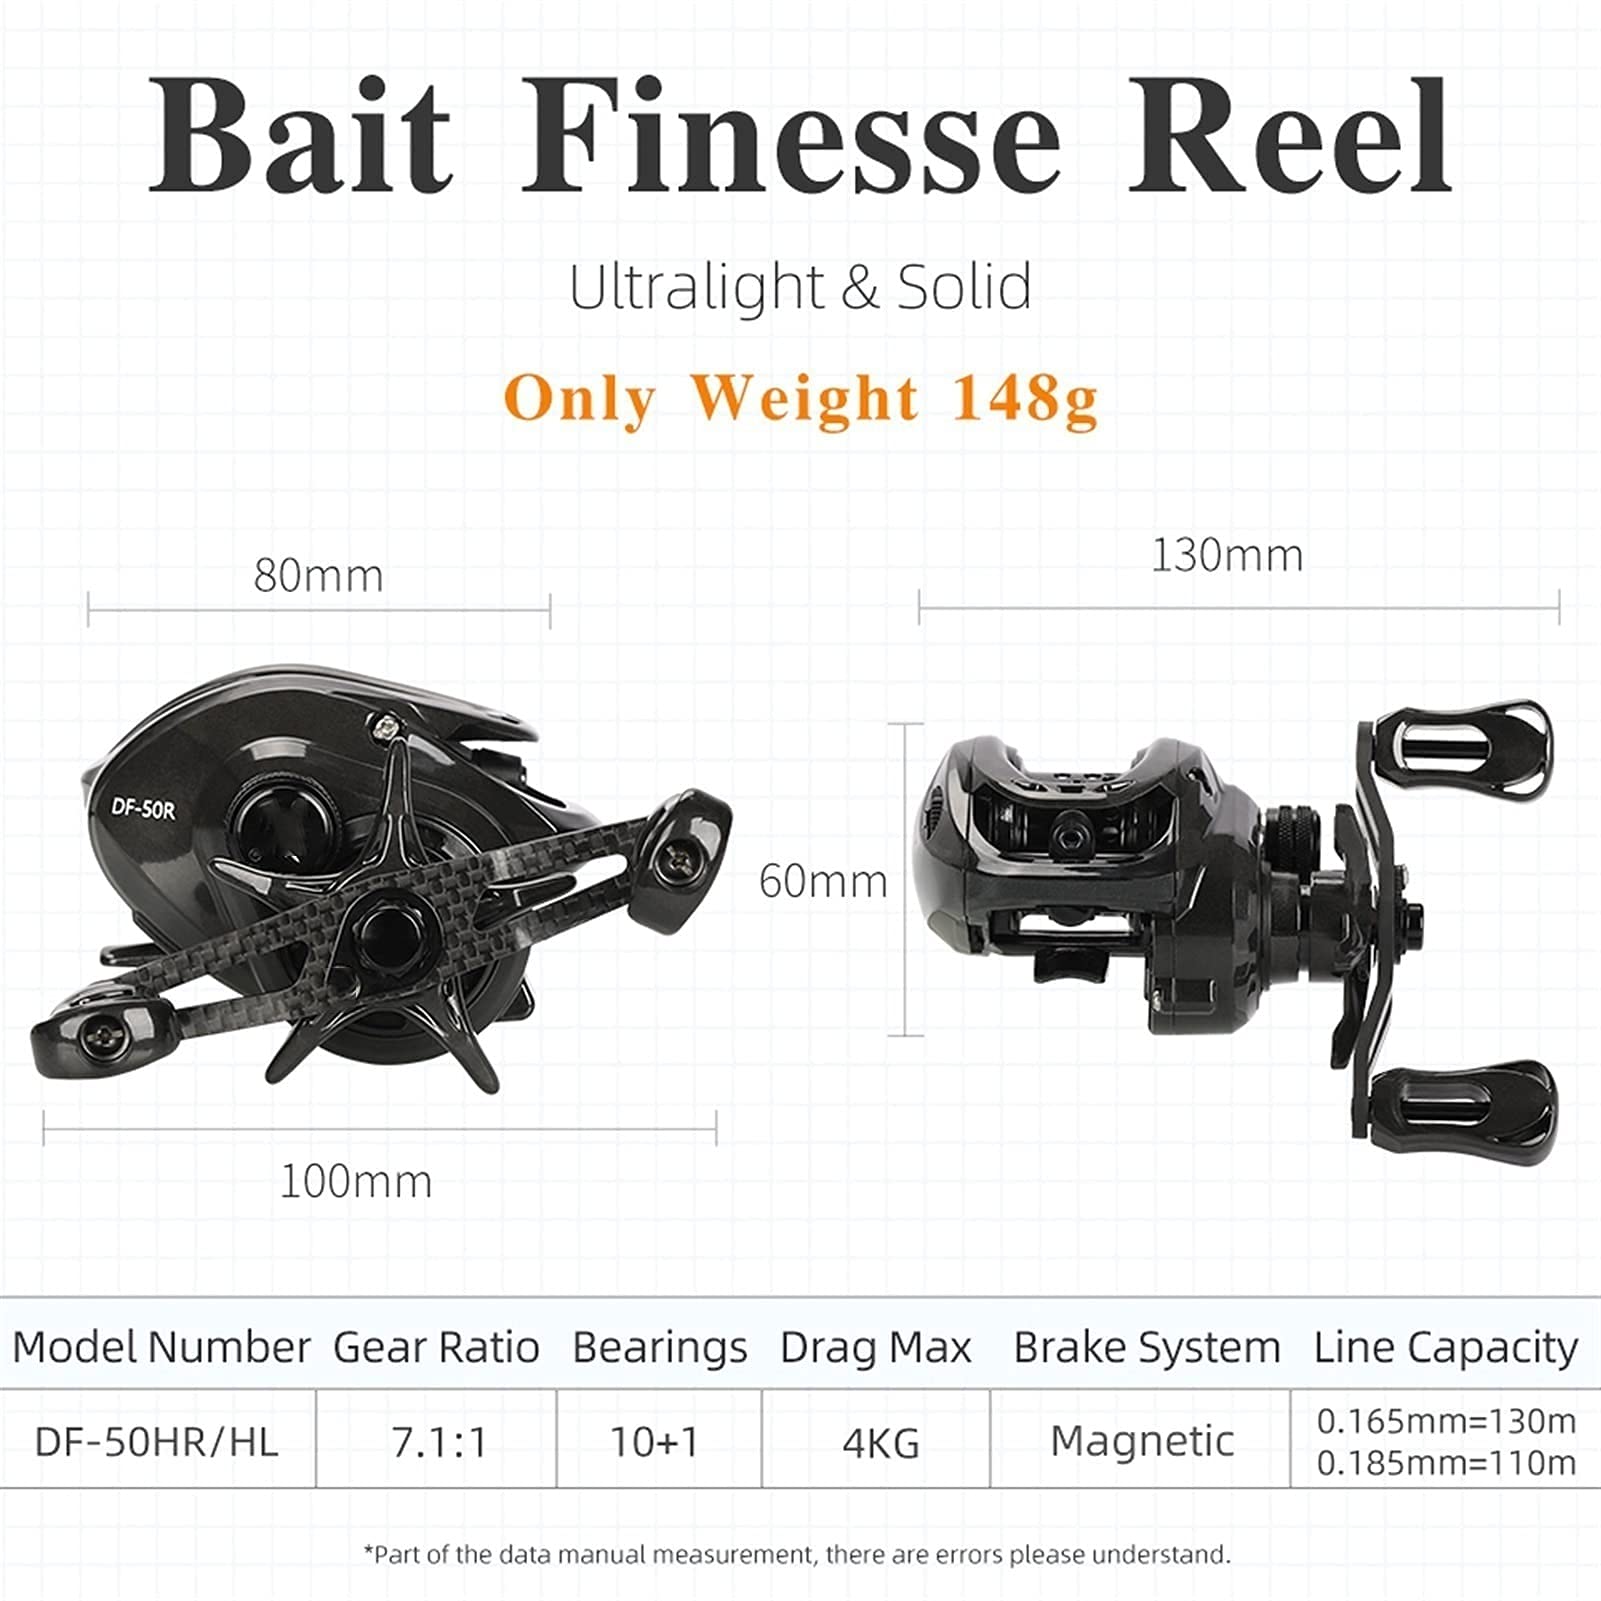 Bait Finesse Reel
Ultralight & Solid
Only Weight 148g
80mm
130mm
DF-50R
60mm
100mm
Model Number Gear Ratio Bearings Drag Max Brake System Line Capacity
DF-50HR/HL 7.1:1 10+1 4KG Magnetic 0.165mm=130m
0.185mm=110m
*Part of the data manual measurement, there are errors please understand.